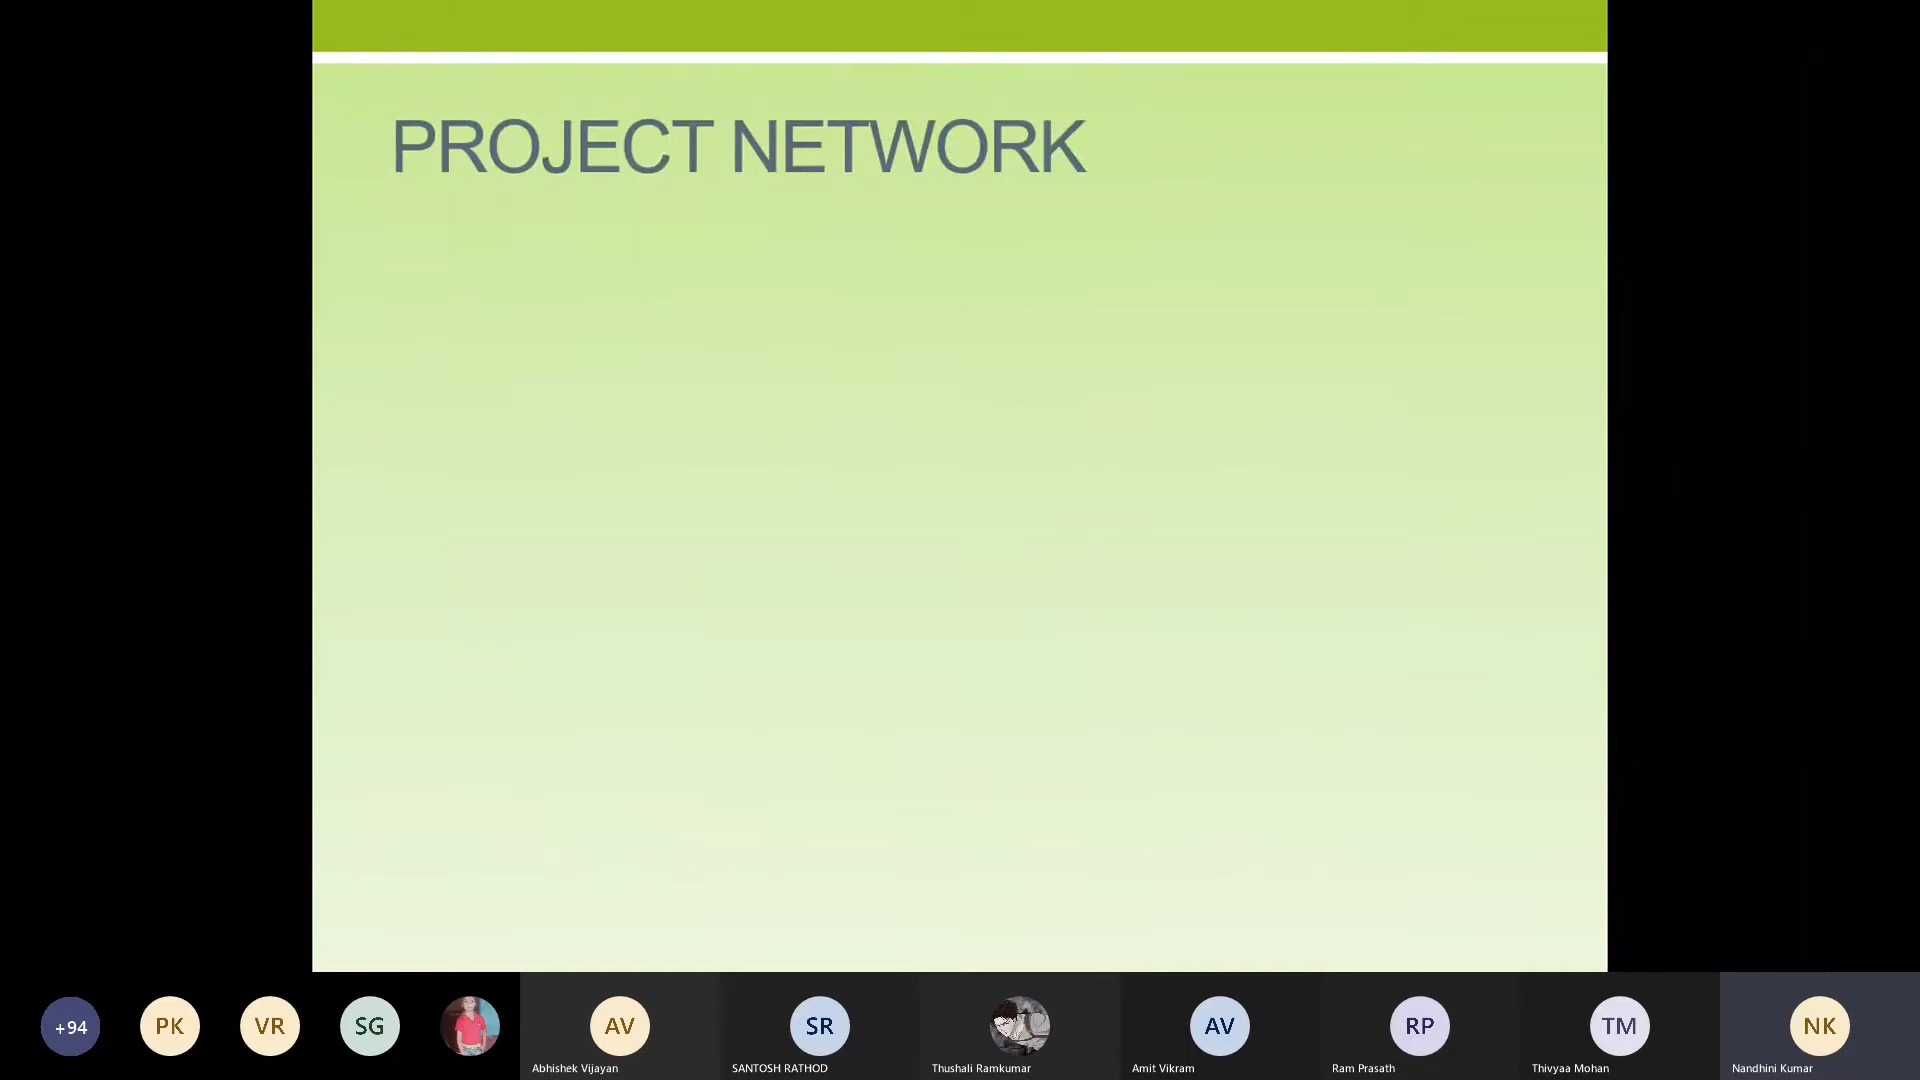 PROJECT NETWORK
+94
PK
VR
SG
AV
SR
AV
RP
TM
NK
Abhishek Vijayan
SANTOSH RATHOD
Thushali Ramkumar
Amit Vikram
Ram Prasath
Thivyaa Mohan
Nandhini Kumar